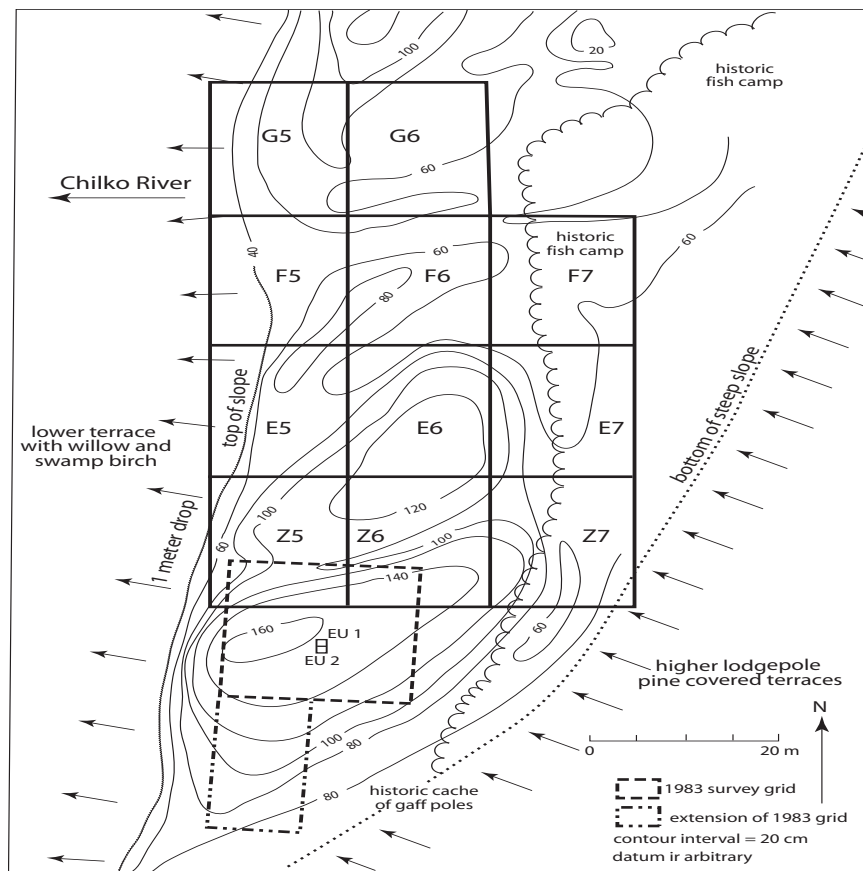 100
20
historic
fish camp
G5
G6
60
Chilko River
40
60
historic
fish camp
60
F5
F6
F7
80
top of slope
bottom of steep slope
lower terrace
with willow and
swamp birch
E5
E6
E7
100
120
1 meter drop
60
Z5
Z6
Z7
100
140
160
EU 1
EU 2
60
higher lodgepole
pine covered terraces
N
100
80
80
0
20 m
historic cache
of gaff poles
1983 survey grid
extension of 1983 grid
contour interval = 20 cm
datum ir arbitrary